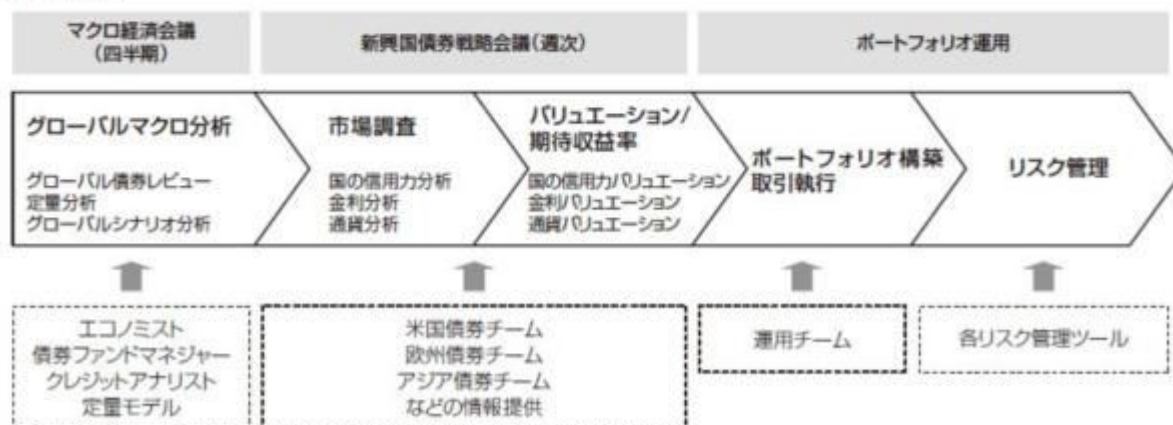 マクロ経済会議
(四半期)
新興国債券戦略会議(週次)
ポートフォリオ運用
グローバルマクロ分析
グローバル債券レビュー
定量分析
グローバルシナリオ分析
市場調査
国の信用力分析
金利分析
通貨分析
バリュエーション/
期待収益率
国の信用力バリュエーション
金利バリュエーション
通貨バリュエーション
ポートフォリオ構築
取引執行
リスク管理
エコノミスト
債券ファンドマネジャー
クレジットアナリスト
定量モデル
米国債券チーム
欧州債券チーム
アジア債券チーム
などの情報提供
運用チーム
各リスク管理ツール